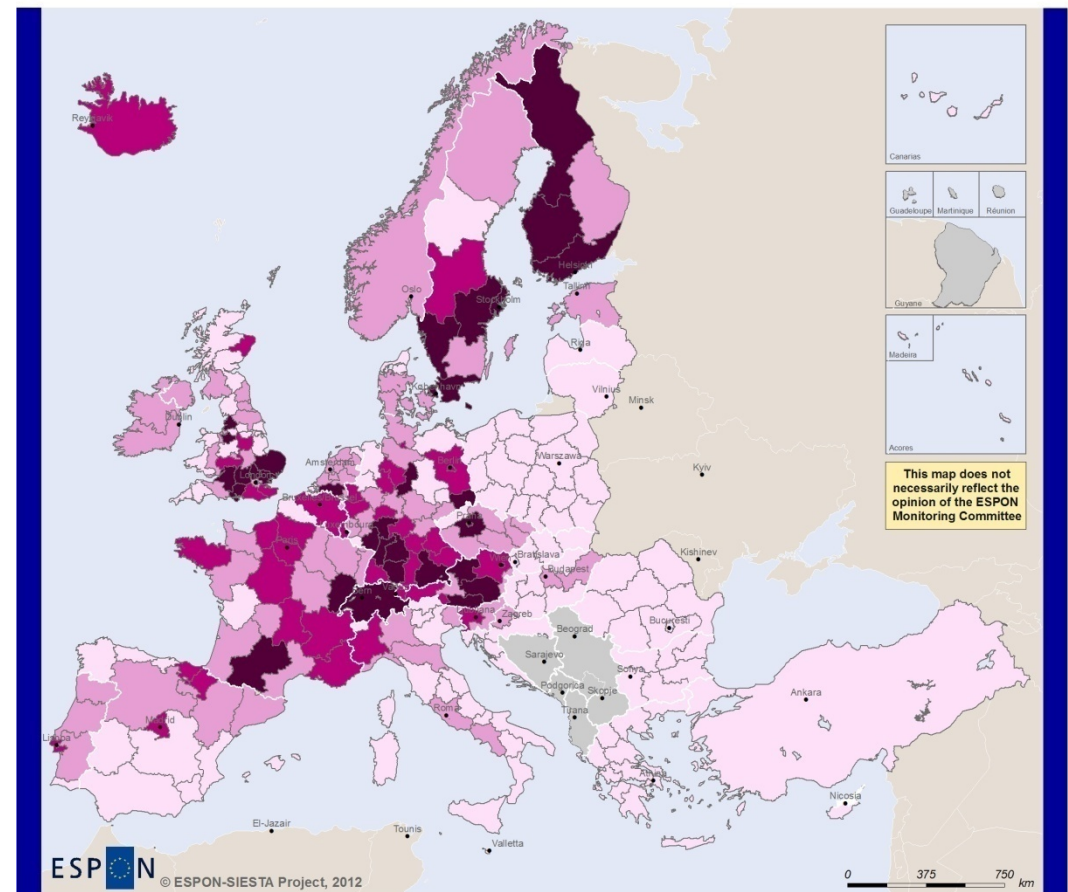 Canarias
Guadeloupe
Martinique
Réunion
Guyane
Madeira
Acores
This map does not
necessarily reflect the
opinion of the ESPON
Monitoring Committee
Reykjavik
Oslo
Helsinki
Stockholm
Tallinn
Riga
Kobenhavn
Vilnius
Minsk
Dublin
Amsterdam
Berlin
Warszawa
London
Kyiv
Praha
Paris
Bratislava
Budapest
Kishinev
Zagreb
Beograd
Bucuresti
Sarajevo
Sofiya
Podgorica
Skopje
Tirana
Ankara
Roma
Madrid
Lisboa
Nicosia
El-Jazair
Tounis
Valletta
ESPON
© ESPON-SIESTA Project, 2012
0 375 750
km